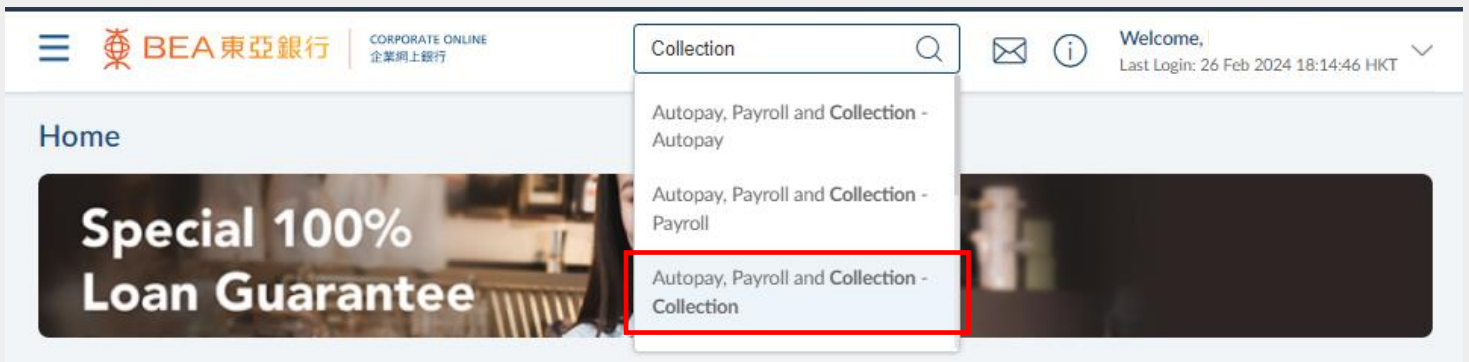 BEA東亞銀行
CORPORATE ONLINE
企業網上銀行
Collection
Welcome,
Last Login: 26 Feb 2024 18:14:46 HKT
Home
Autopay, Payroll and Collection -
Autopay
Autopay, Payroll and Collection -
Payroll
Autopay, Payroll and Collection -
Collection
Special 100%
Loan Guarantee